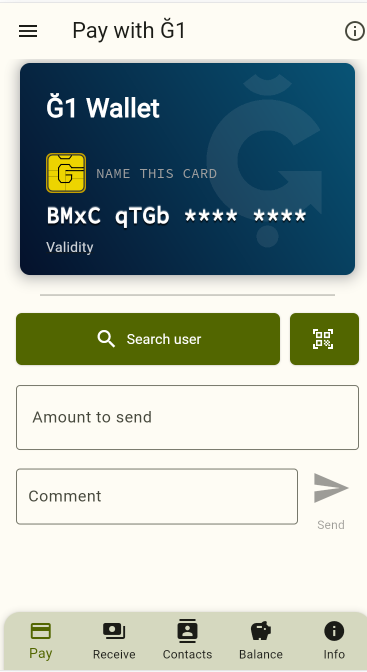 Pay with Ğ1
Ğ1 Wallet
NAME THIS CARD
BMxC qTGb **** ****
Validity
Search user
Amount to send
Comment
Send
Pay
Receive
Contacts
Balance
Info